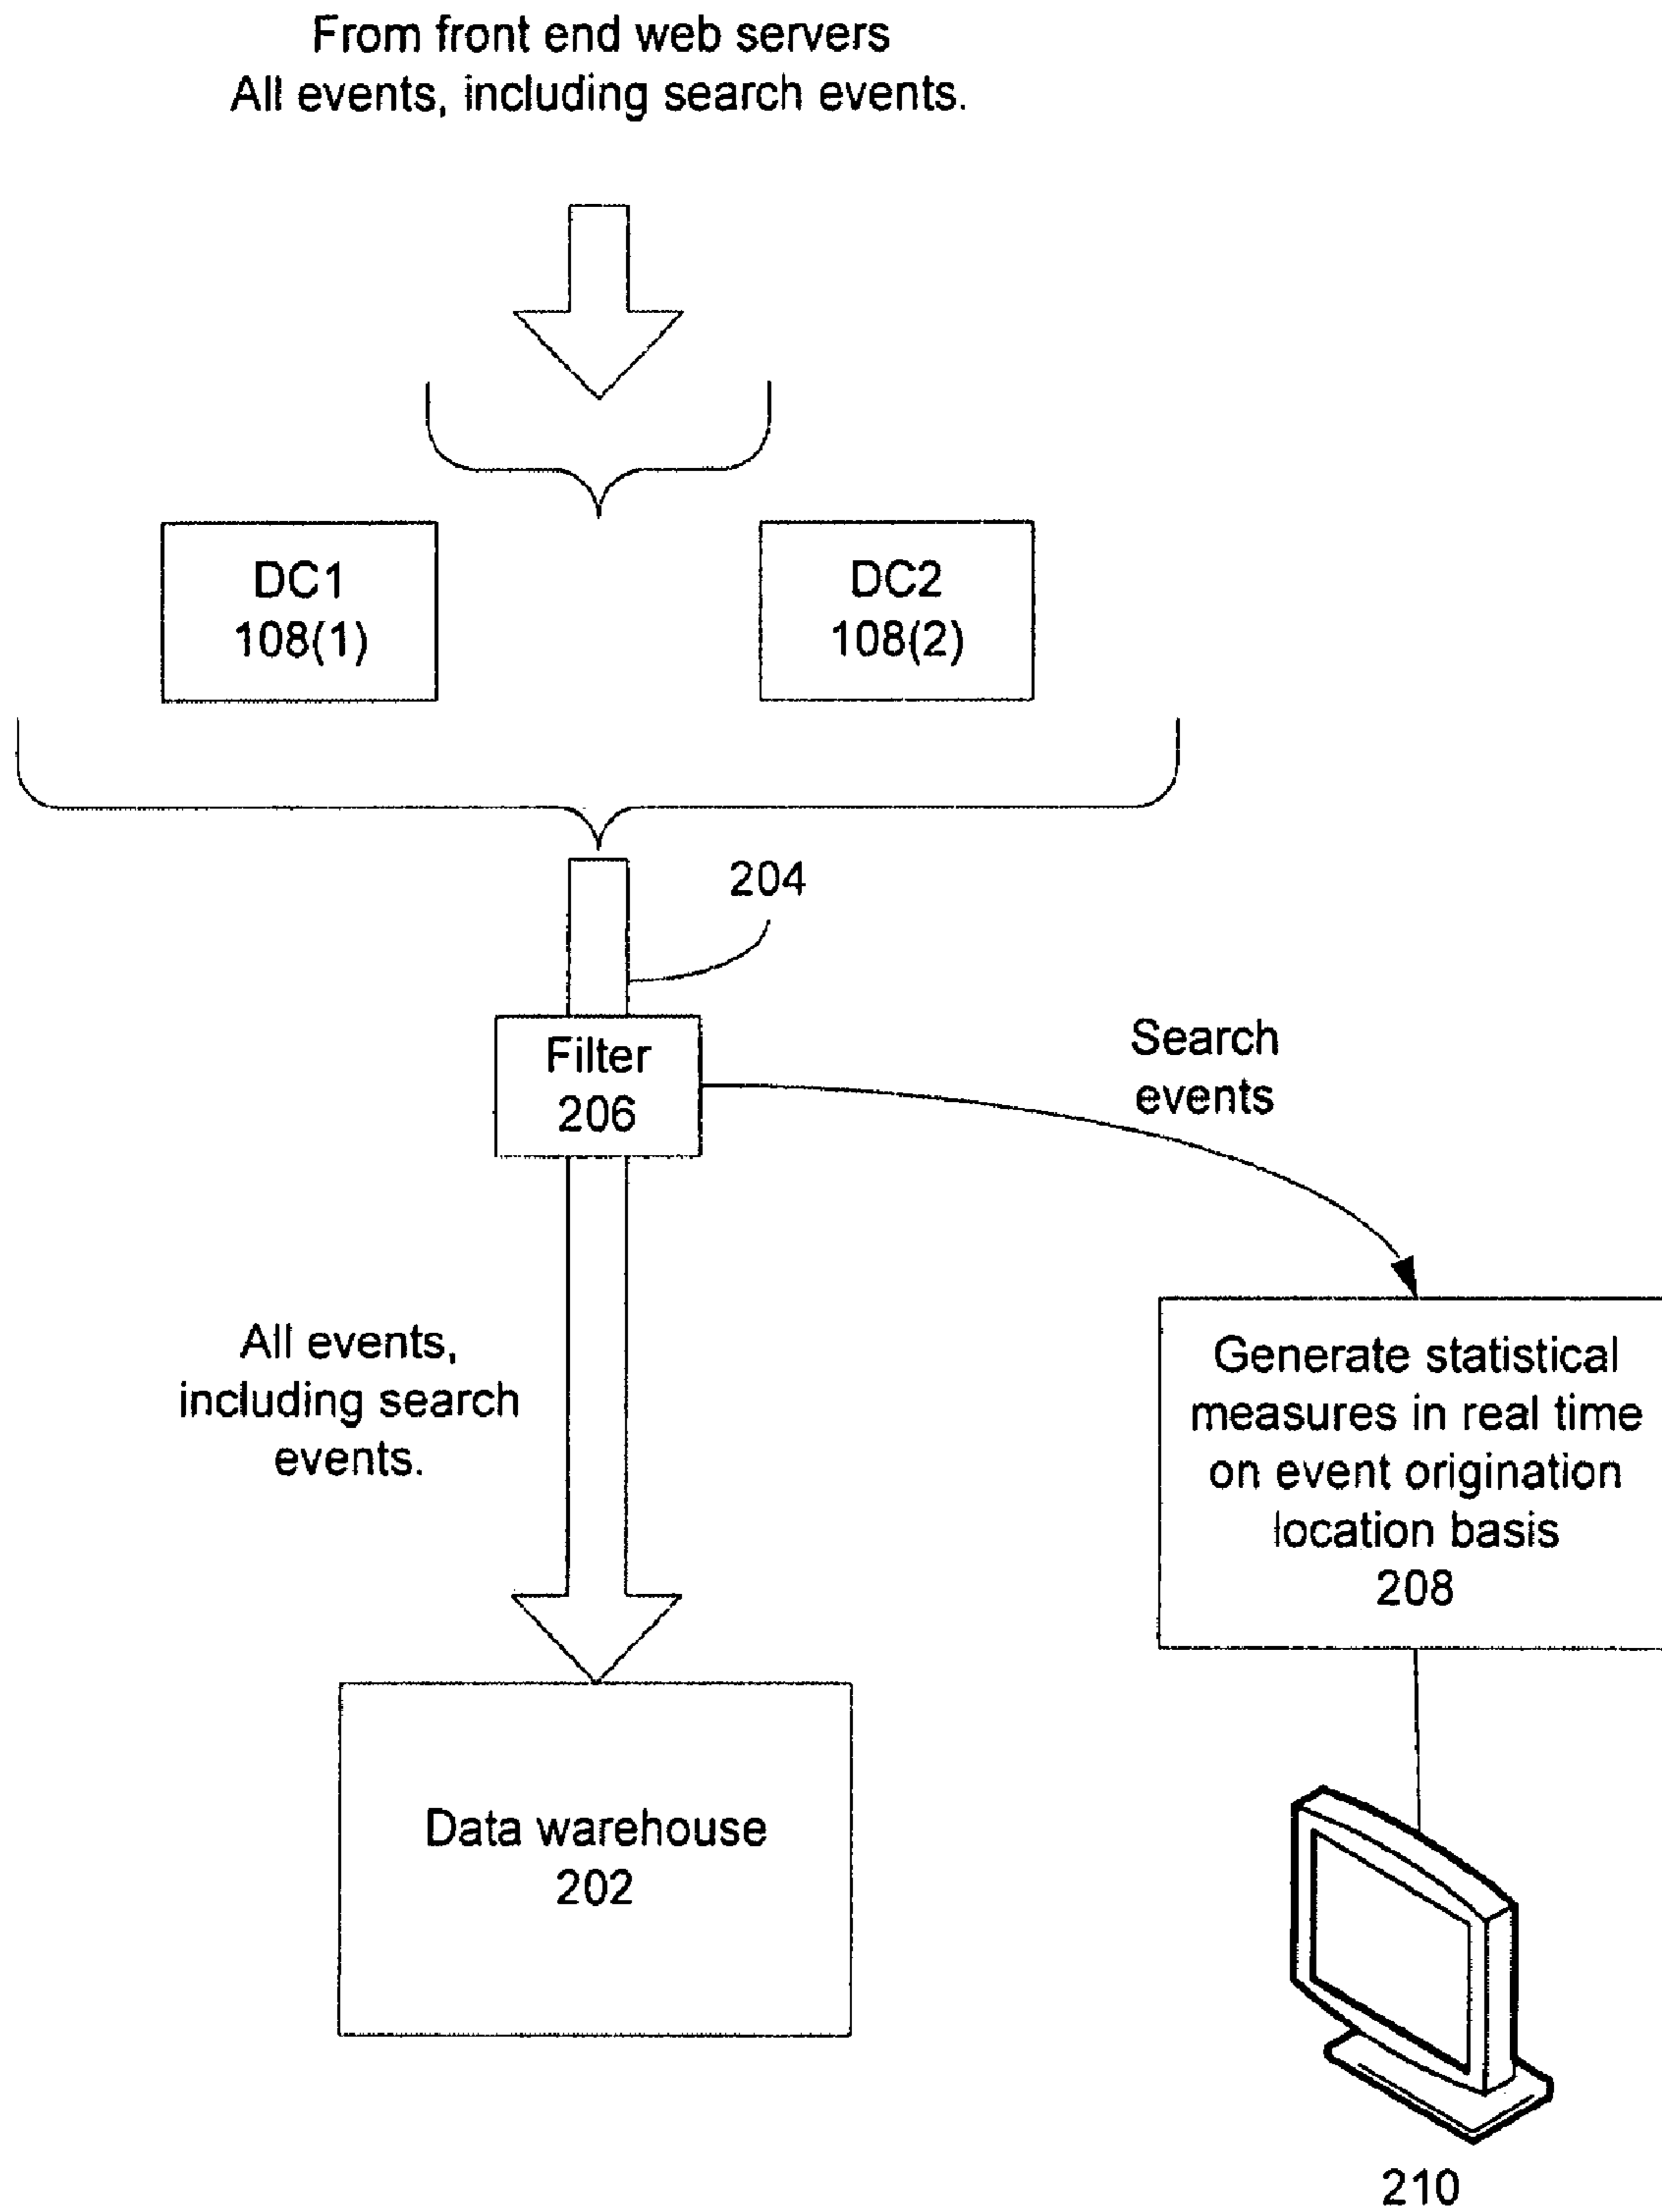 From front end web servers
All events, including search events.
DC1
108(1)
DC2
108(2)
204
Filter
206
Search
events
All events,
including search
events.
Generate statistical
measures in real time
on event origination
location basis
208
Data warehouse
202
210